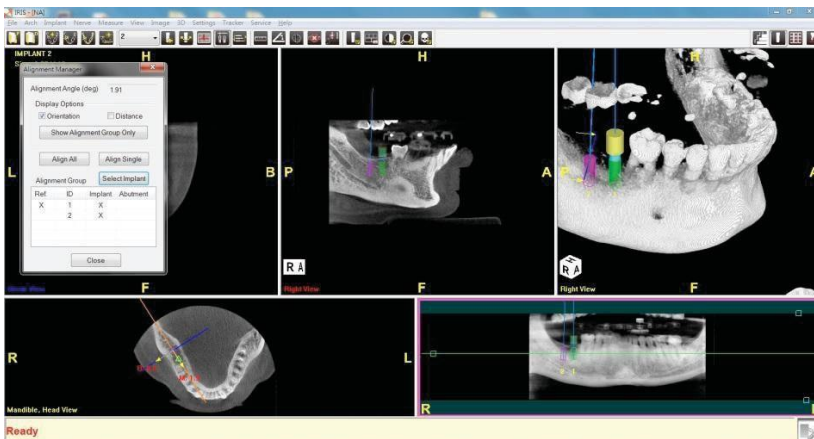 IRIS - [NA]
File Arch Implant Nerve Measure View Image 3D Settings Tracker Service Help
2
IMPLANT 2
Alignment Manager
Alignment Angle (deg) 1.91
Display Options
Orientation Distance
Show Alignment Group Only
Align All Align Single
Alignment Group Select Implant
Ref. ID Implant Abutment
X 1 X
2 X
Close
H
L
B
F
H
P
A
R A
Right View
F
H
P
A
H
R A
Right View
F
R
L
Mandible, Head View
R
Ready